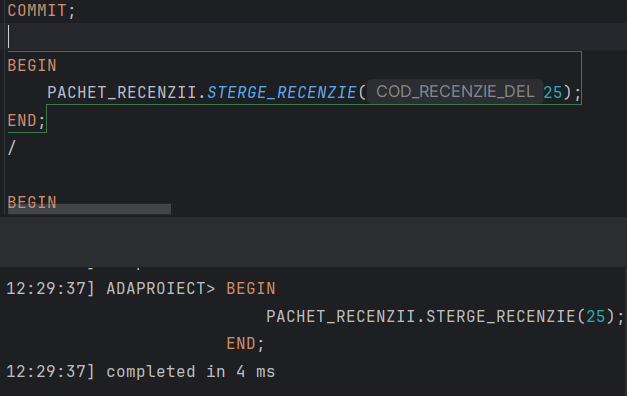 COMMIT;
BEGIN
PACHET_RECENZII.STERGE_RECENZIE( COD_RECENZIE_DEL 25);
END;
/
BEGIN
12:29:37] ADAPROIECT> BEGIN
PACHET_RECENZII.STERGE_RECENZIE(25);
END;
12:29:37] completed in 4 ms